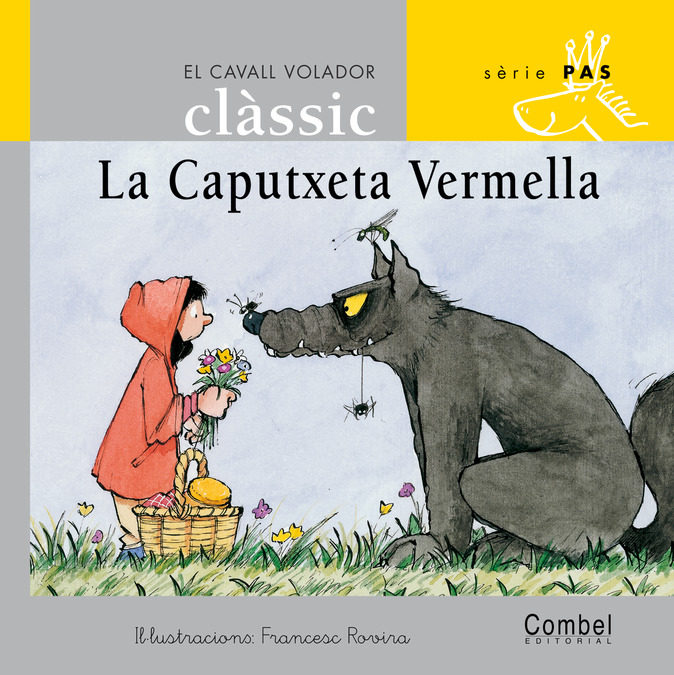 EL CAVALL VOLADOR
clàssic
sèrie PAS
La Caputxeta Vermella
Il·lustracions: Francesc Rovira
Combel
EDITORIAL